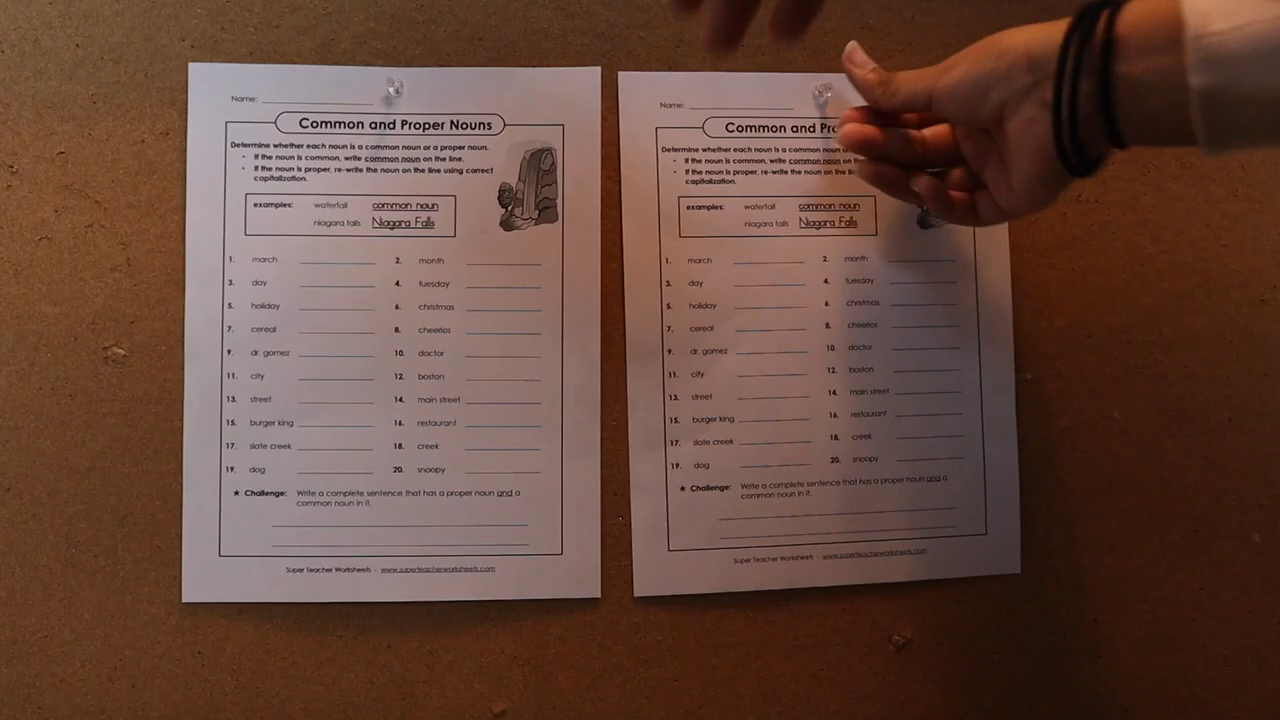 Name:
Common and Proper Nouns
Determine whether each noun is a common noun or a proper noun.
• If the noun is common, write common noun on the line.
• If the noun is proper, re-write the noun on the line using correct
capitalization.
examples: waterfall common noun
niagara falls Niagara Falls
1. march 2. month
3. day 4. tuesday
5. holiday 6. christmas
7. cereal 8. cheerios
9. dr. gomez 10. doctor
11. city 12. boston
13. street 14. main street
15. burger king 16. restaurant
17. slate creek 18. creek
19. dog 20. snoopy
★ Challenge: Write a complete sentence that has a proper noun and a
common noun in it.
Super Teacher Worksheets - www.superteacherworksheets.com
Name:
Common and
Determine whether each noun is a common noun
• If the noun is common, write common noun on
• If the noun is proper, re-write the noun on the
capitalization.
examples: waterfall common noun
niagara falls Niagara Falls
1. march 2. month
3. day 4. tuesday
5. holiday 6. christmas
7. cereal 8. cheerios
9. dr. gomez 10. doctor
11. city 12. boston
13. street 14. main street
15. burger king 16. restaurant
17. slate creek 18. creek
19. dog 20. snoopy
★ Challenge: Write a complete sentence that has a proper noun and a
common noun in it.
Super Teacher Worksheets - www.superteacherworksheets.com